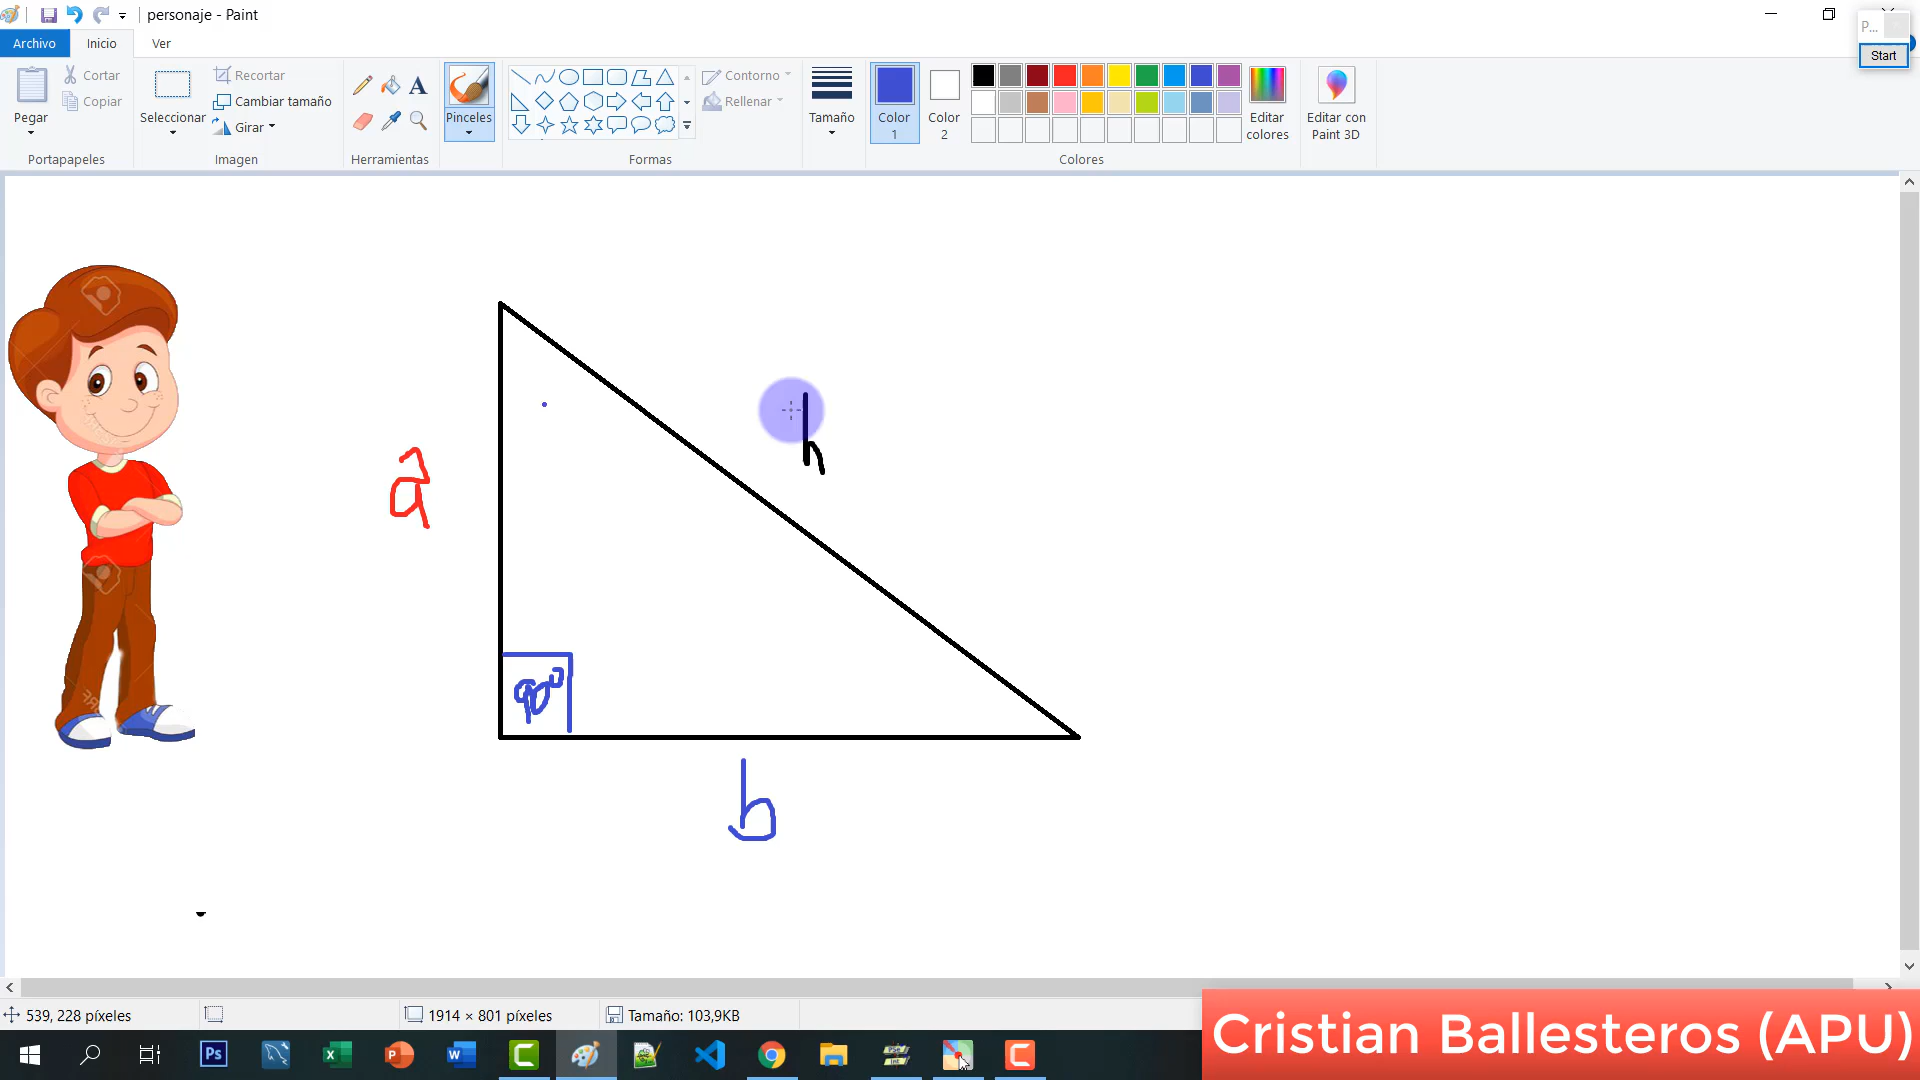 personaje - Paint
P...
Start
Archivo
Inicio
Ver
Pegar
Cortar
Copiar
Portapapeles
Seleccionar
Recortar
Cambiar tamaño
Girar
Imagen
Herramientas
Pinceles
Contorno
Rellenar
Formas
Tamaño
Color 1
Color 2
Editar colores
Editar con Paint 3D
Colores
h
â
90°
b
539, 228 píxeles
1914 × 801 píxeles
Tamaño: 103,9KB
Cristian Ballesteros (APU)